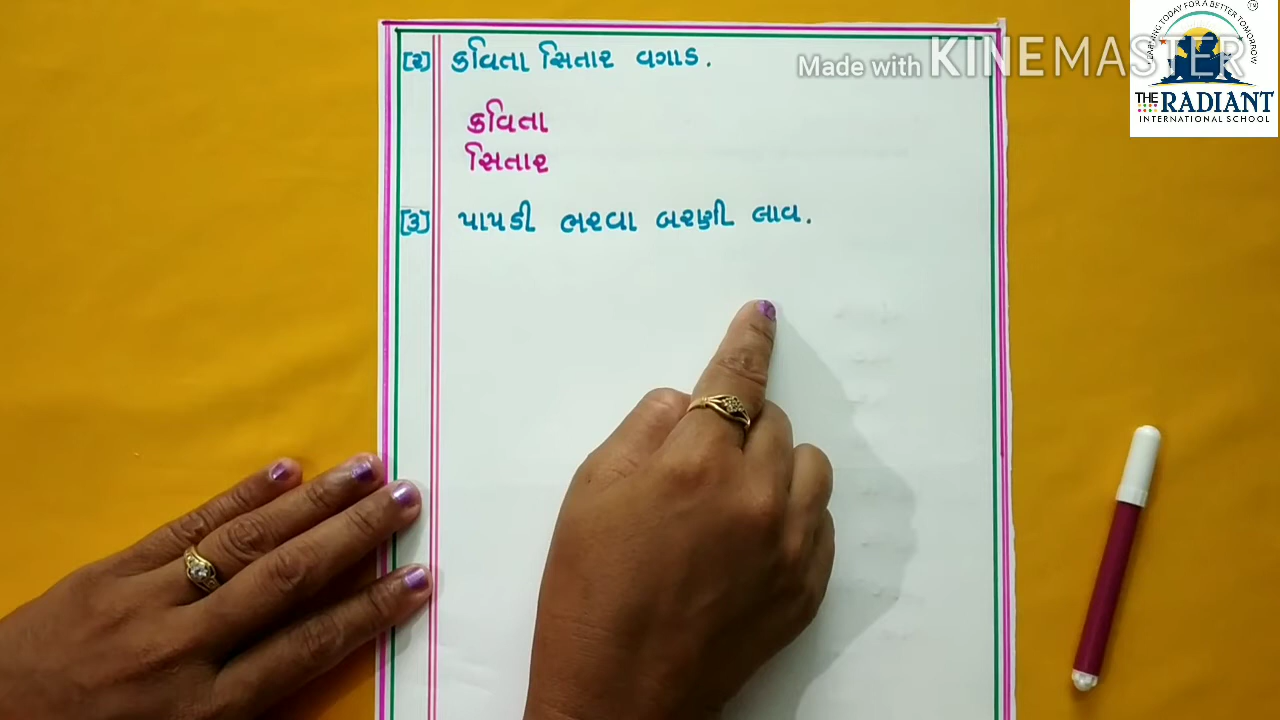 [૨] કવિતા સિતાર વગાડ.
કવિતા
સિતાર
[૩] પાપડી ભરવા બરણી લાવ.
Made with KINEMASTER
THE RADIANT
INTERNATIONAL SCHOOL